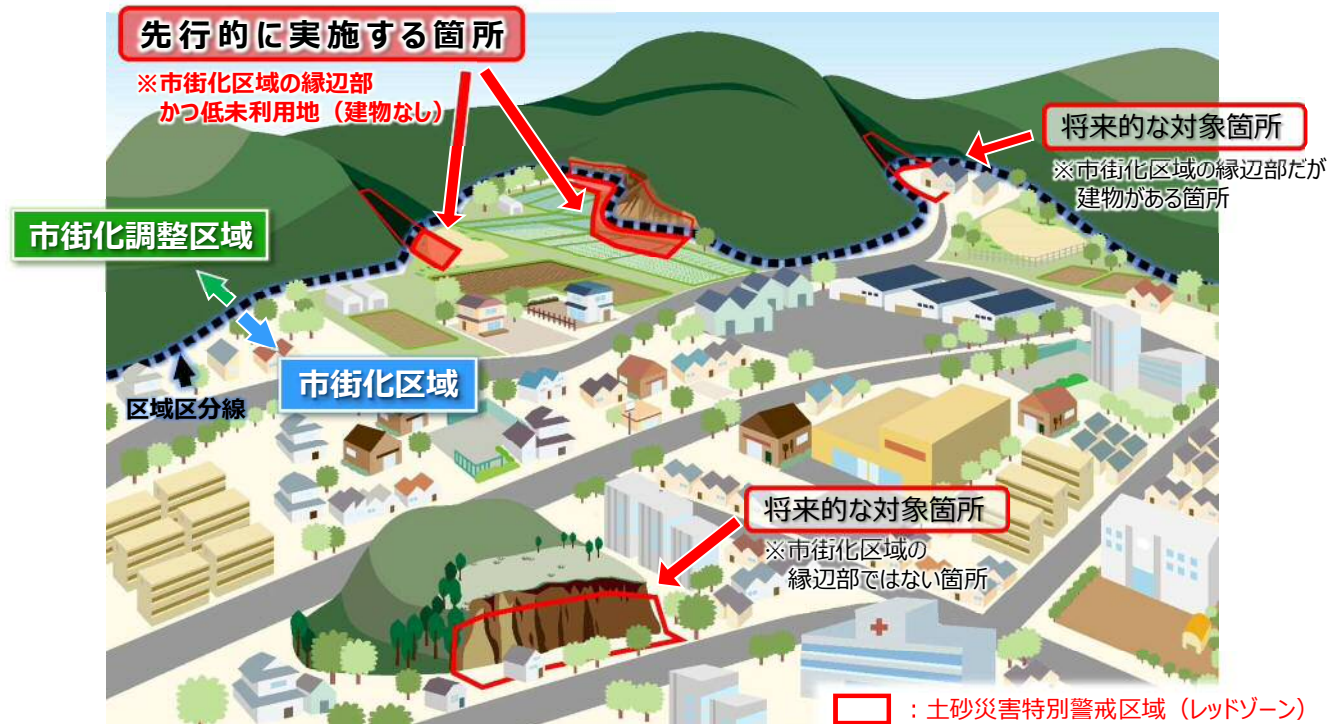 先行的に実施する箇所
※市街化区域の縁辺部
かつ低未利用地（建物なし）
将来的な対象箇所
※市街化区域の縁辺部だが
建物がある箇所
市街化調整区域
市街化区域
区域区分線
将来的な対象箇所
※市街化区域の
縁辺部ではない箇所
：土砂災害特別警戒区域（レッドゾーン）